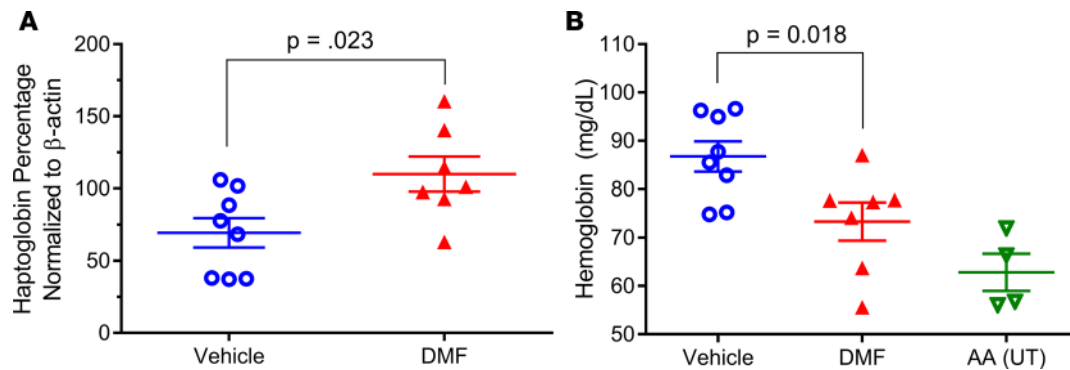 A
Haptoglobin Percentage
Normalized to β-actin
200
150
100
50
0
p = .023
Vehicle
DMF
B
Hemoglobin (mg/dL)
110
100
90
80
70
60
50
p = 0.018
Vehicle
DMF
AA (UT)